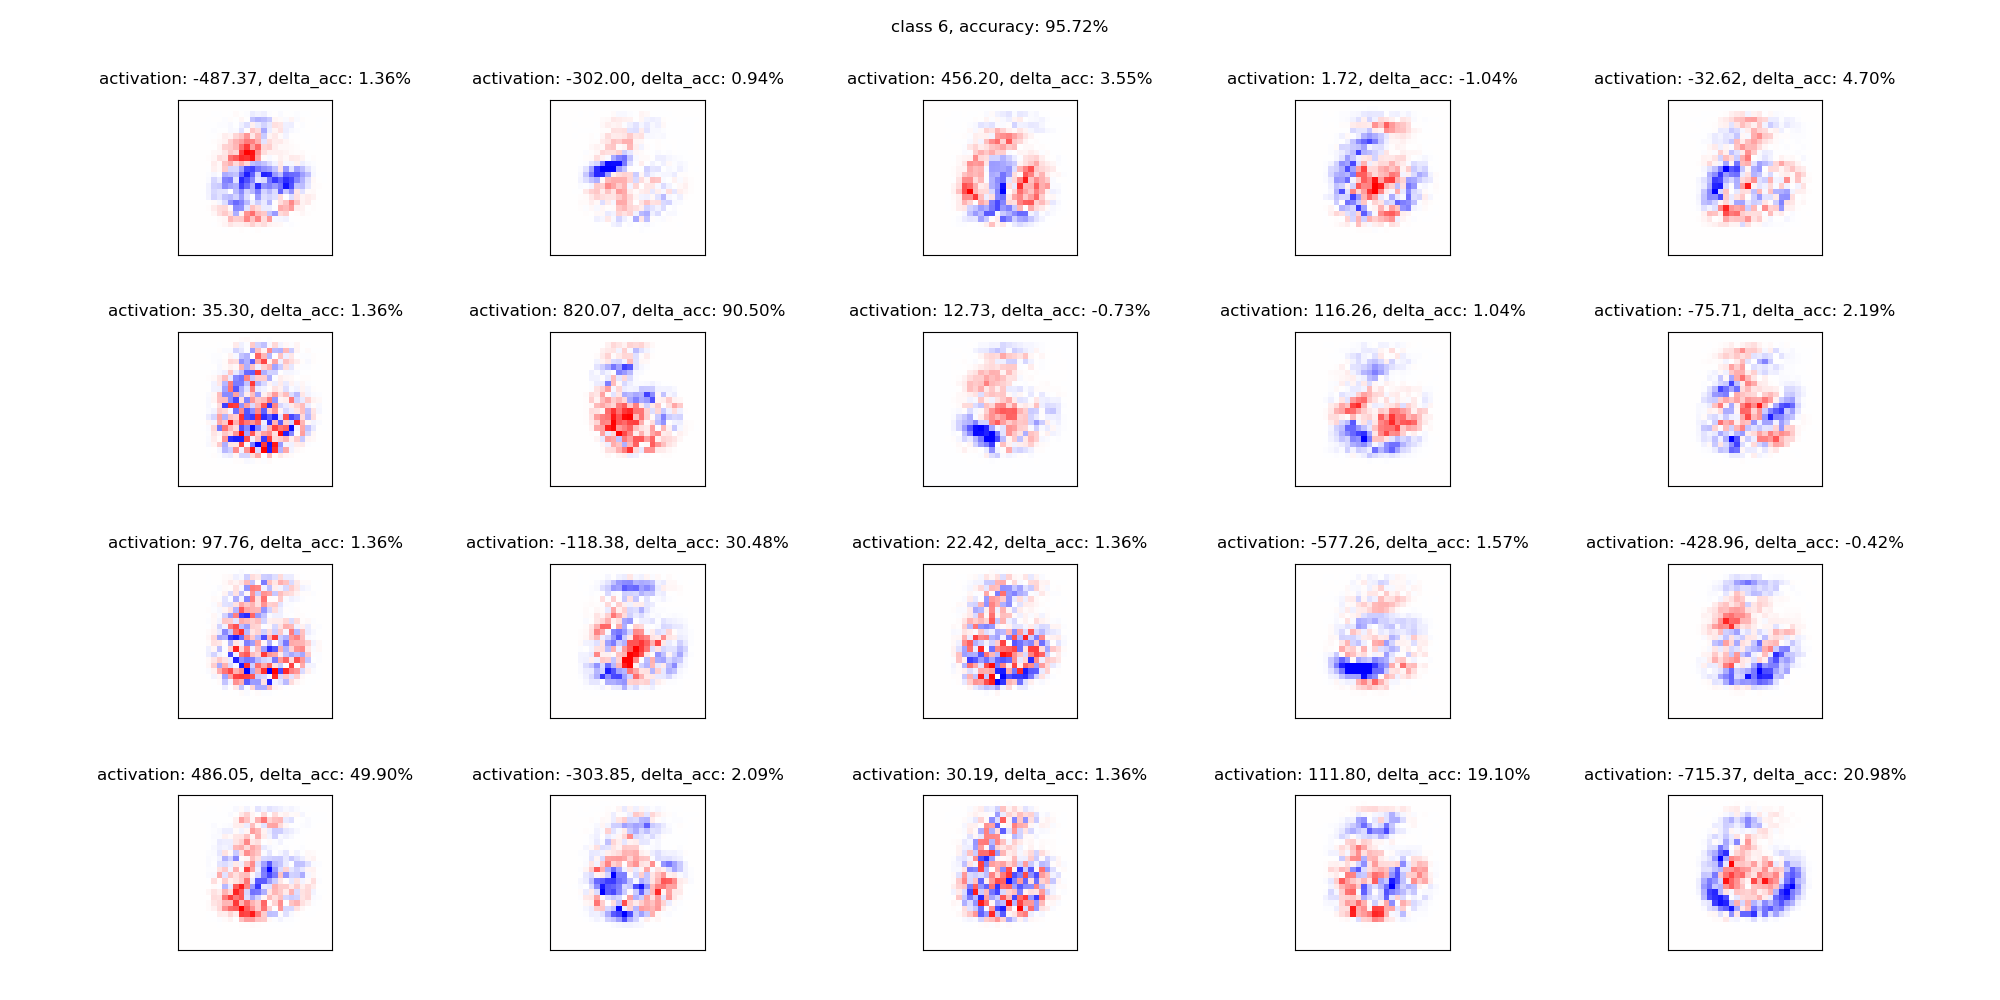 class 6, accuracy: 95.72%
activation: -487.37, delta_acc: 1.36%
activation: -302.00, delta_acc: 0.94%
activation: 456.20, delta_acc: 3.55%
activation: 1.72, delta_acc: -1.04%
activation: -32.62, delta_acc: 4.70%
activation: 35.30, delta_acc: 1.36%
activation: 820.07, delta_acc: 90.50%
activation: 12.73, delta_acc: -0.73%
activation: 116.26, delta_acc: 1.04%
activation: -75.71, delta_acc: 2.19%
activation: 97.76, delta_acc: 1.36%
activation: -118.38, delta_acc: 30.48%
activation: 22.42, delta_acc: 1.36%
activation: -577.26, delta_acc: 1.57%
activation: -428.96, delta_acc: -0.42%
activation: 486.05, delta_acc: 49.90%
activation: -303.85, delta_acc: 2.09%
activation: 30.19, delta_acc: 1.36%
activation: 111.80, delta_acc: 19.10%
activation: -715.37, delta_acc: 20.98%